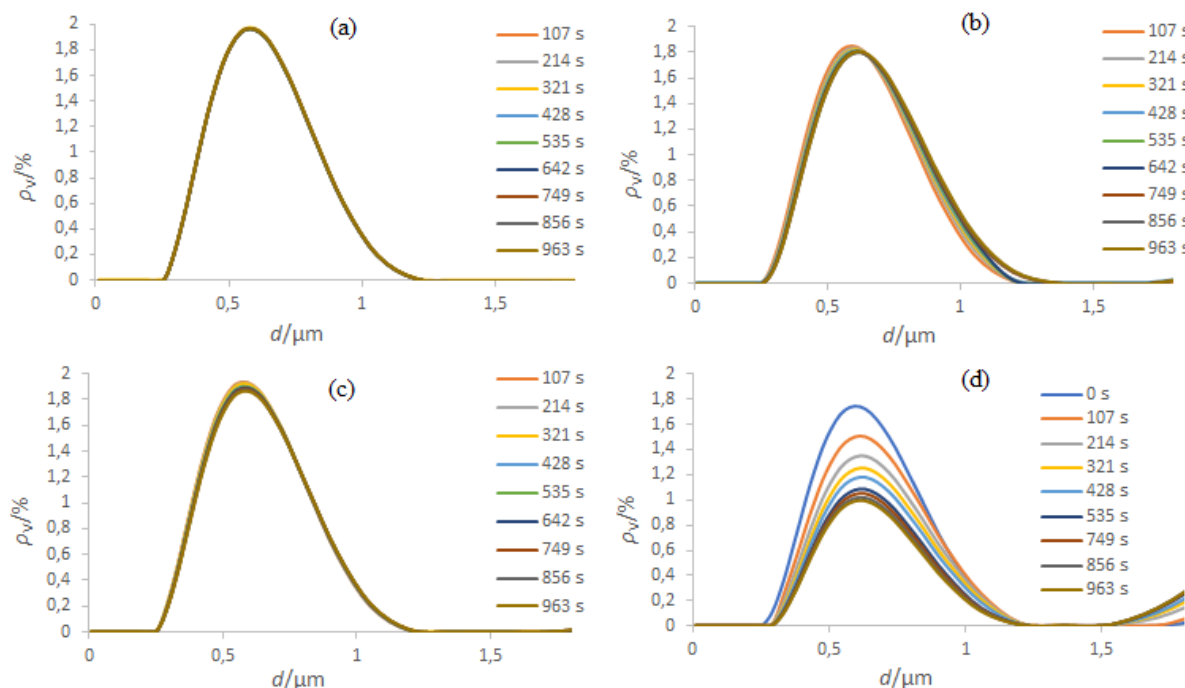 (a)
2
1,8
1,6
1,4
1,2
1
0,8
0,6
0,4
0,2
0
ρv/%
0
0,5
1
1,5
d/µm
107 s
214 s
321 s
428 s
535 s
642 s
749 s
856 s
963 s
(b)
2
1,8
1,6
1,4
1,2
1
0,8
0,6
0,4
0,2
0
ρv/%
0
0,5
1
1,5
d/µm
107 s
214 s
321 s
428 s
535 s
642 s
749 s
856 s
963 s
(c)
2
1,8
1,6
1,4
1,2
1
0,8
0,6
0,4
0,2
0
ρv/%
0
0,5
1
1,5
d/µm
107 s
214 s
321 s
428 s
535 s
642 s
749 s
856 s
963 s
(d)
2
1,8
1,6
1,4
1,2
1
0,8
0,6
0,4
0,2
0
ρv/%
0
0,5
1
1,5
d/µm
0 s
107 s
214 s
321 s
428 s
535 s
749 s
856 s
963 s